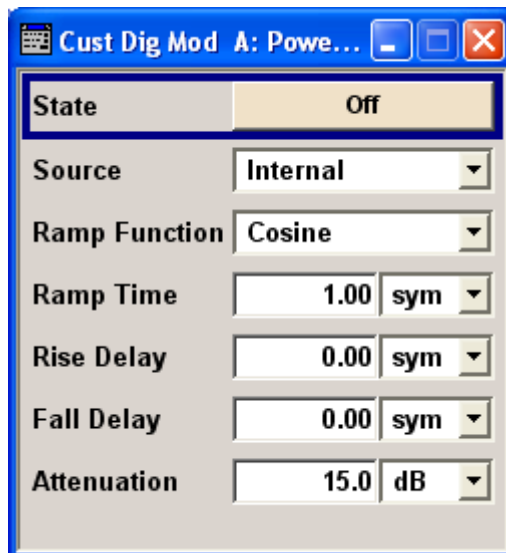 Cust Dig Mod A: Powe...
State Off
Source Internal
Ramp Function Cosine
Ramp Time 1.00 sym
Rise Delay 0.00 sym
Fall Delay 0.00 sym
Attenuation 15.0 dB